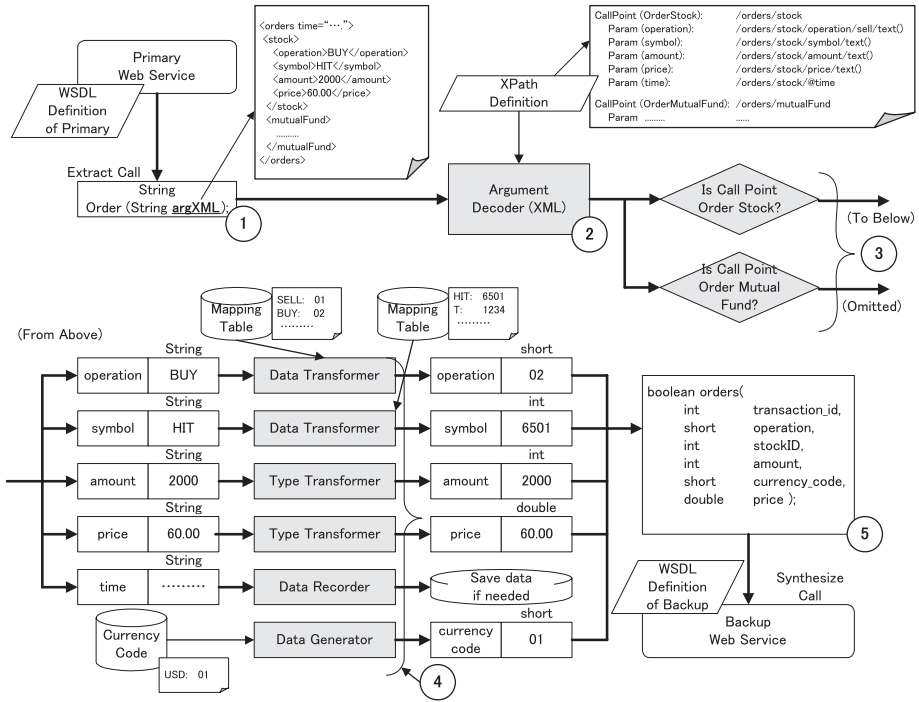 Primary
Web Service
WSDL
Definition
of Primary
Extract Call
String
Order (String argXML);
1
<orders time="….">
<stock>
<operation>BUY</operation>
<symbol>HIT</symbol>
<amount>2000</amount>
<price>60.00</price>
</stock>
<mutualFund>
..........
</mutualFund>
</orders>
XPath
Definition
CallPoint (OrderStock): /orders/stock
Param (operation): /orders/stock/operation/sell/text()
Param (symbol): /orders/stock/symbol/text()
Param (amount): /orders/stock/amount/text()
Param (price): /orders/stock/price/text()
Param (time): /orders/stock/@time
CallPoint (OrderMutualFund): /orders/mutualFund
Param ......... ......
Argument
Decoder (XML)
2
Is Call Point
Order Stock?
(To Below)
3
Is Call Point
Order Mutual
Fund?
(Omitted)
(From Above)
Mapping
Table
SELL: 01
BUY: 02
·········
Mapping
Table
HIT: 6501
T: 1234
·········
String
operation BUY
Data Transformer
short
operation 02
String
symbol HIT
Data Transformer
int
symbol 6501
String
amount 2000
Type Transformer
int
amount 2000
String
price 60.00
Type Transformer
double
price 60.00
String
time ·········
Data Recorder
Save data
if needed
Currency
Code
USD: 01
Data Generator
short
currency
code
01
4
boolean orders(
int transaction_id,
short operation,
int stockID,
int amount,
short currency_code,
double price );
5
WSDL
Definition
of Backup
Synthesize
Call
Backup
Web Service